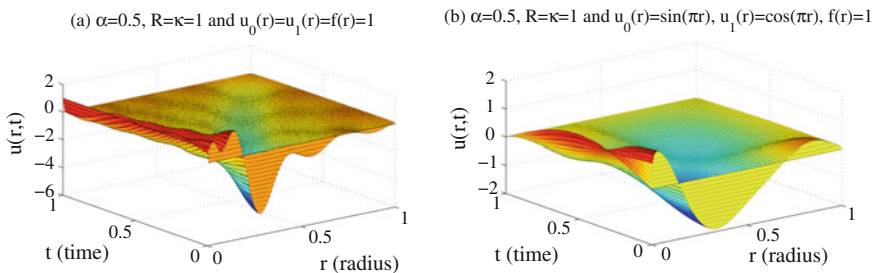 (a) α=0.5, R=κ=1 and u₀(r)=u₁(r)=f(r)=1
2
0
−2
−4
−6
u(r,t)
1
0.5
0
t (time)
0
0.5
1
r (radius)
(b) α=0.5, R=κ=1 and u₀(r)=sin(πr), u₁(r)=cos(πr), f(r)=1
2
1
0
−1
−2
u(r,t)
1
0.5
0
t (time)
0
0.5
1
r (radius)